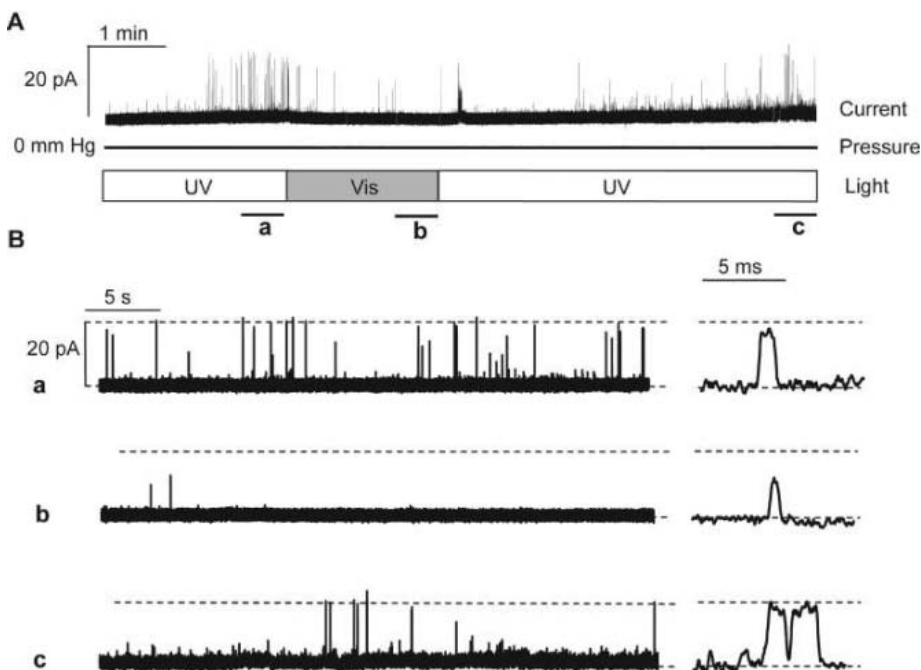 A
1 min
20 pA
Current
0 mm Hg
Pressure
UV
Vis
UV
Light
a
b
c
B
5 s
5 ms
20 pA
a
b
c